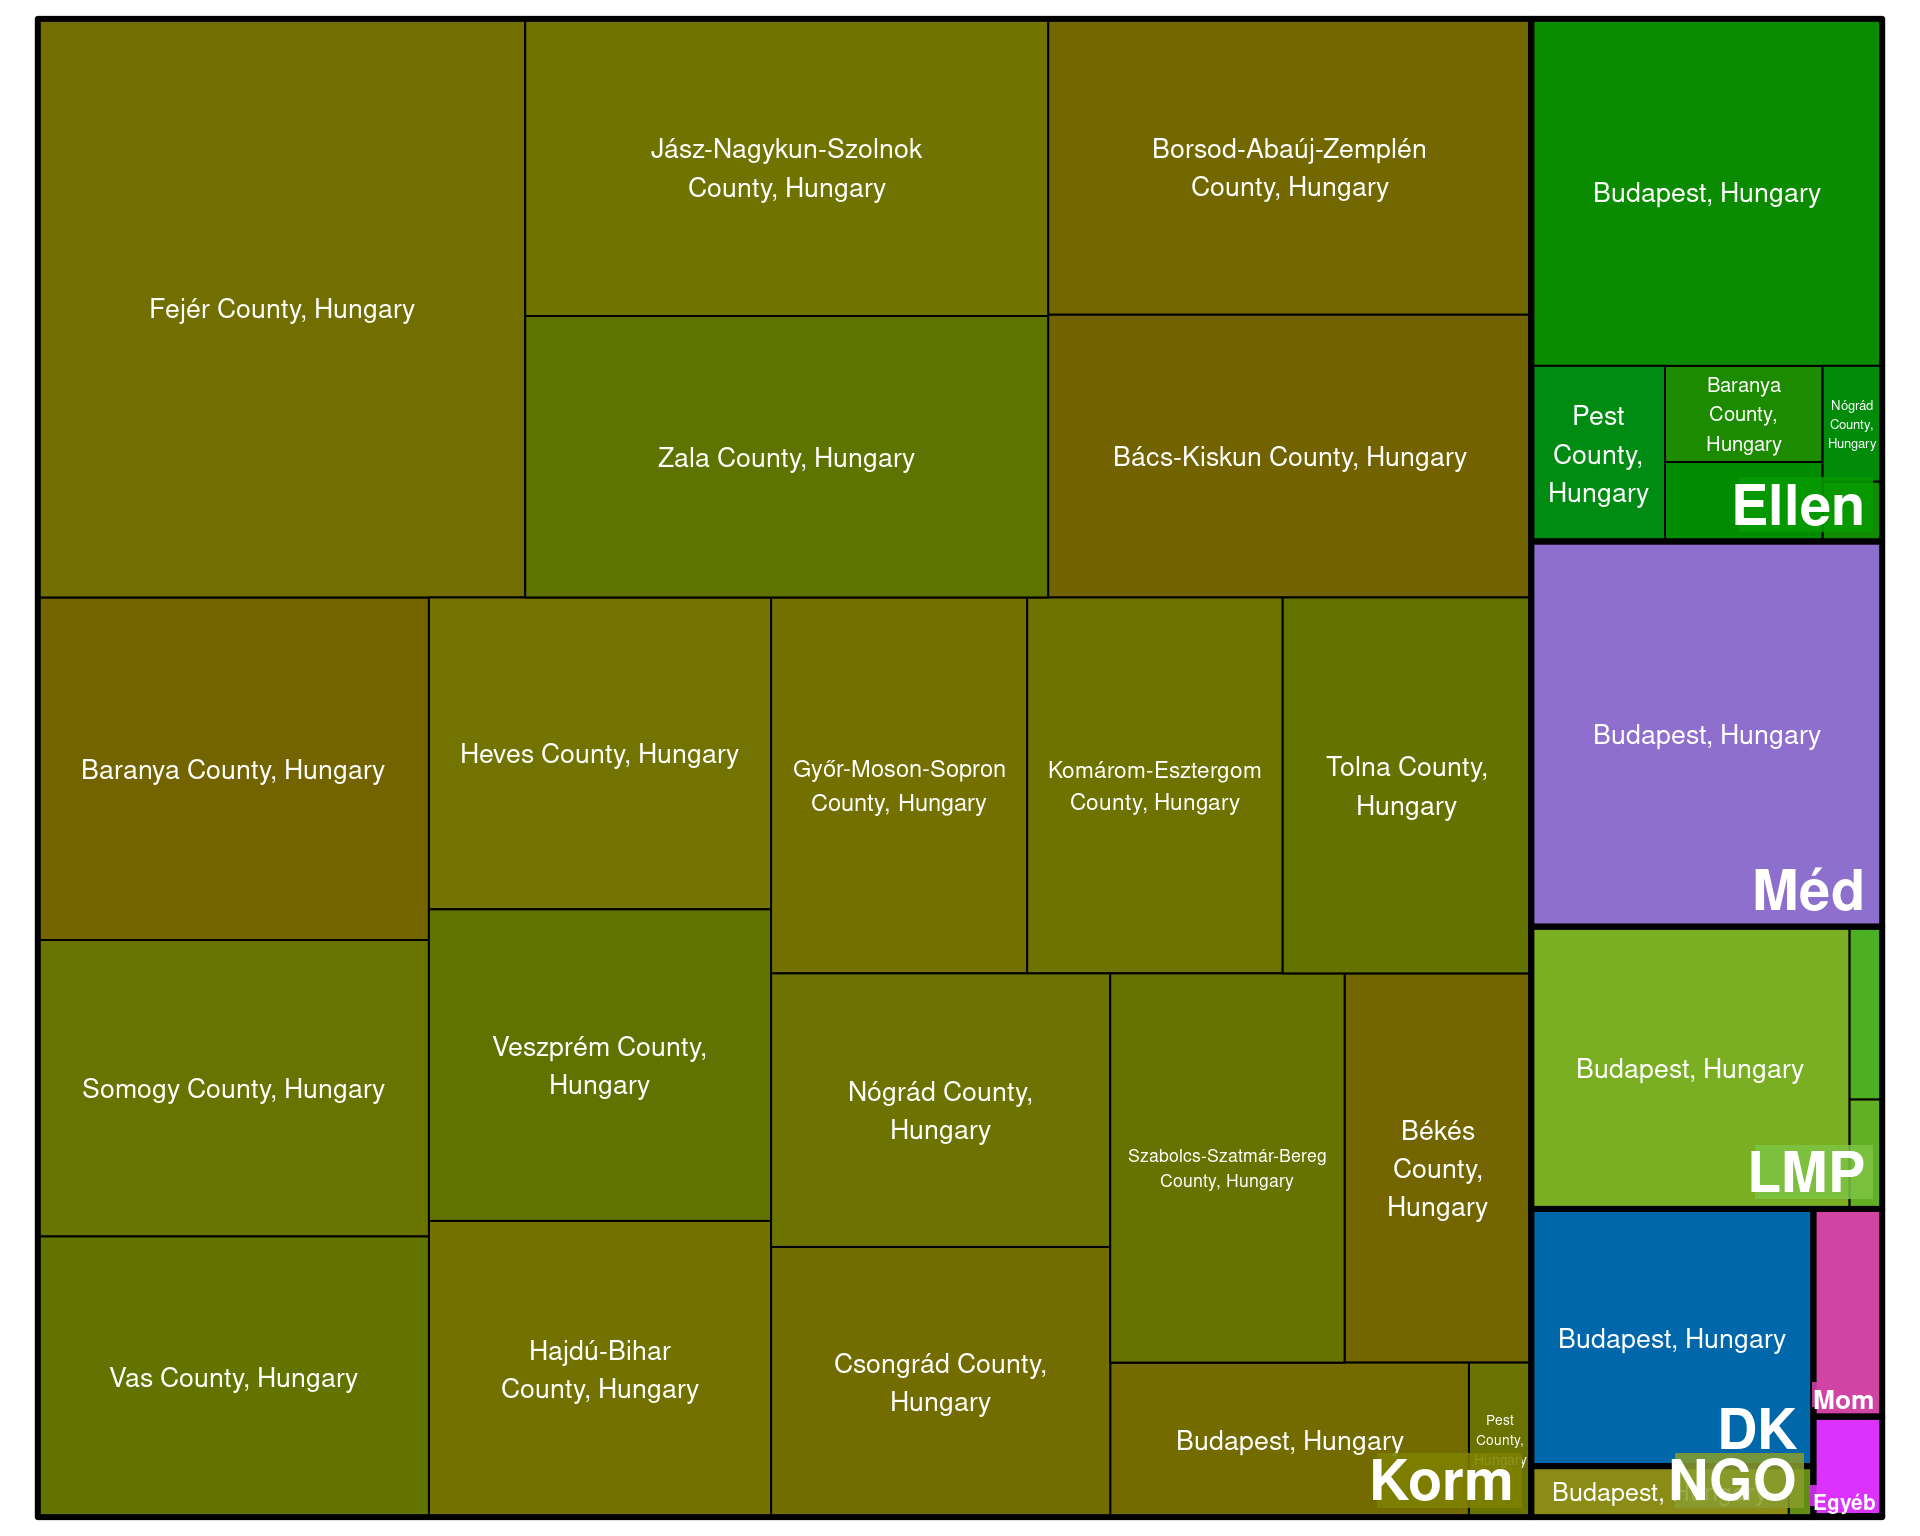 Fejér County, Hungary
Jász-Nagykun-Szolnok
County, Hungary
Borsod-Abaúj-Zemplén
County, Hungary
Zala County, Hungary
Bács-Kiskun County, Hungary
Baranya County, Hungary
Heves County, Hungary
Győr-Moson-Sopron
County, Hungary
Komárom-Esztergom
County, Hungary
Tolna County,
Hungary
Somogy County, Hungary
Veszprém County,
Hungary
Nógrád County,
Hungary
Szabolcs-Szatmár-Bereg
County, Hungary
Békés
County,
Hungary
Vas County, Hungary
Hajdú-Bihar
County, Hungary
Csongrád County,
Hungary
Budapest, Hungary
Pest
County,
Hungary
Korm
Budapest, Hungary
Pest
County,
Hungary
Baranya
County,
Hungary
Nógrád
County,
Hungary
Ellen
Budapest, Hungary
Méd
Budapest, Hungary
LMP
Budapest, Hungary
DK
Mom
Budapest, Hungary
NGO
Egyéb